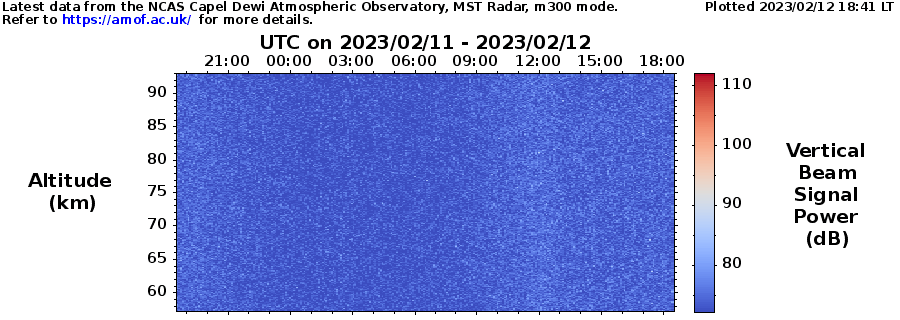 Latest data from the NCAS Capel Dewi Atmospheric Observatory, MST Radar, m300 mode.
Plotted 2023/02/12 18:41 LT
Refer to https://amof.ac.uk/ for more details.
UTC on 2023/02/11 - 2023/02/12
21:00 00:00 03:00 06:00 09:00 12:00 15:00 18:00
90
85
80
75
70
65
60
Altitude
(km)
110
100
90
80
Vertical
Beam
Signal
Power
(dB)